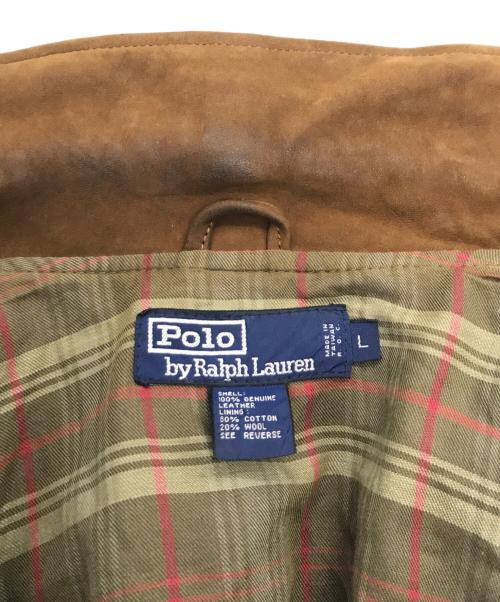 Polo
by Ralph Lauren
MADE IN
TAIWAN
R.O.C.
L
SHELL:
100% GENUINE
LEATHER
LINING:
80% COTTON
20% WOOL
SEE REVERSE